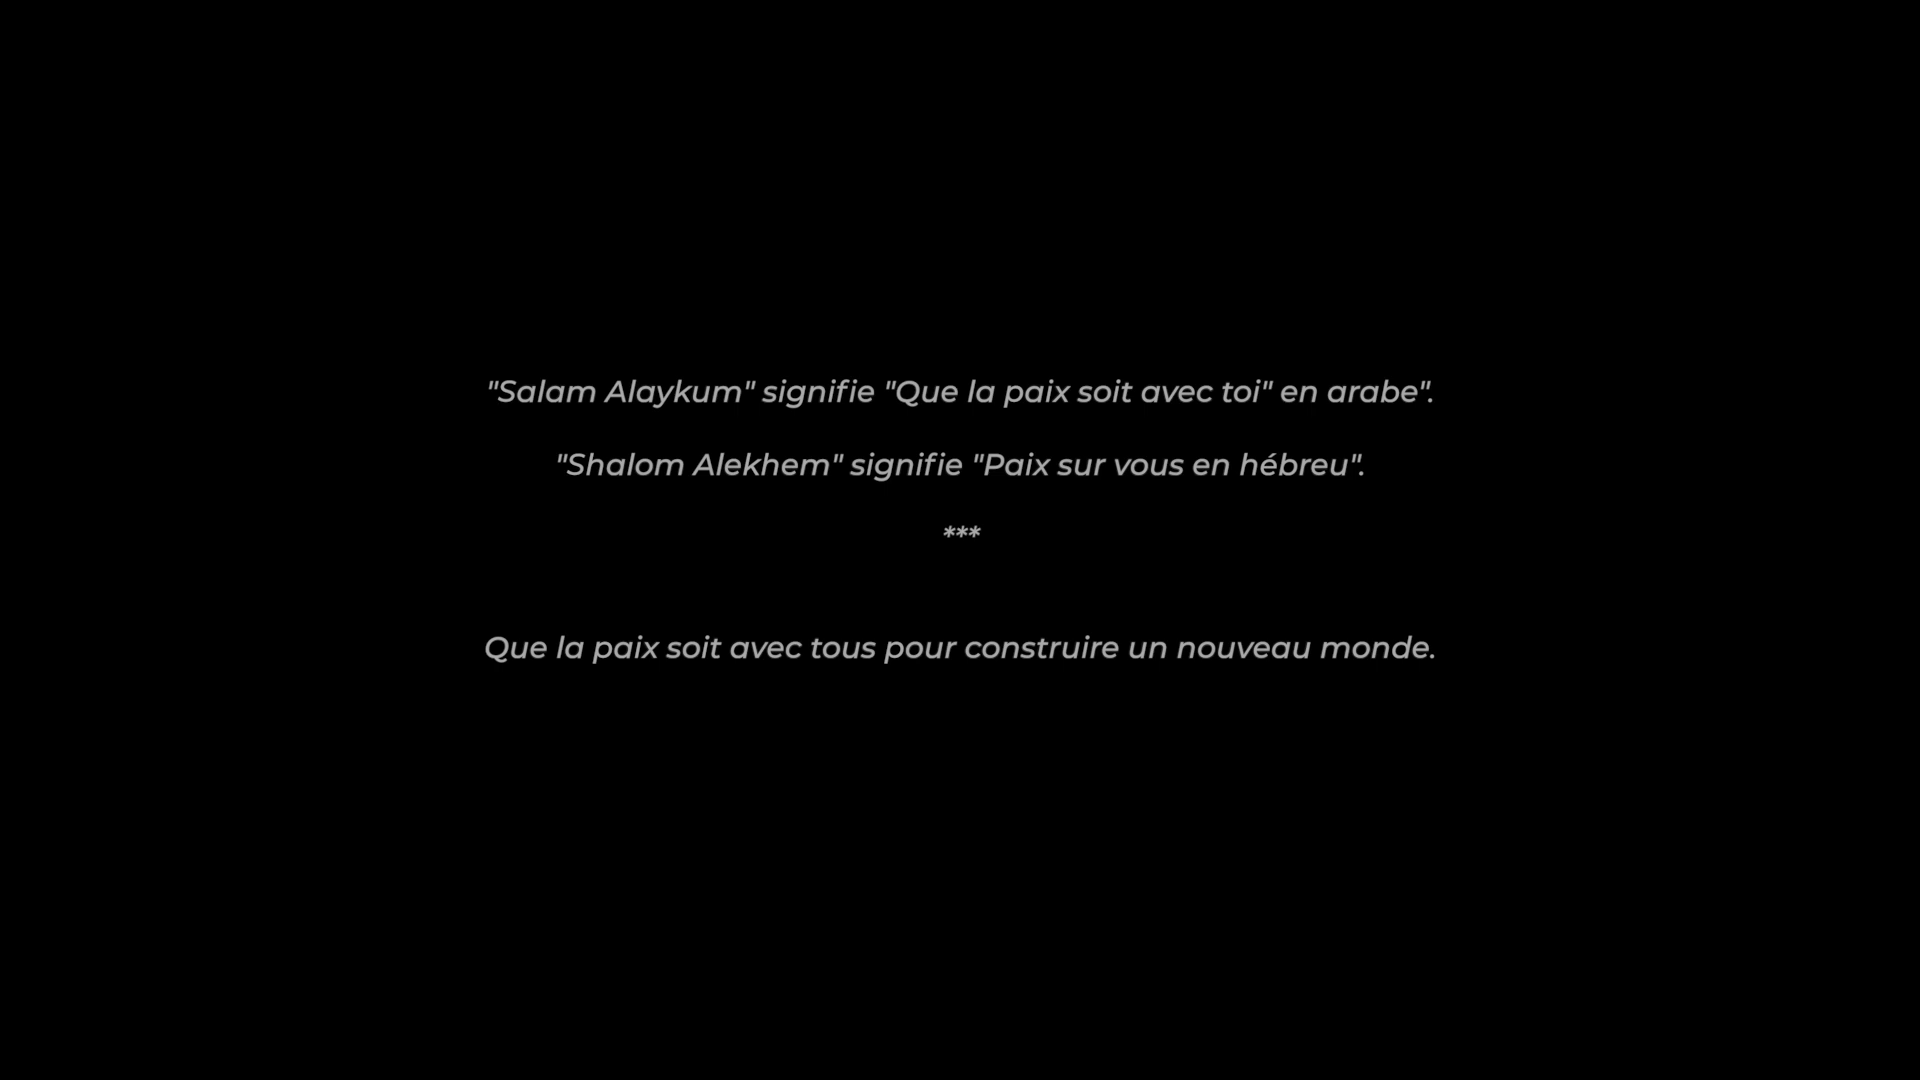 "Salam Alaykum" signifie "Que la paix soit avec toi" en arabe".
"Shalom Alekhem" signifie "Paix sur vous en hébreu".
***
Que la paix soit avec tous pour construire un nouveau monde.